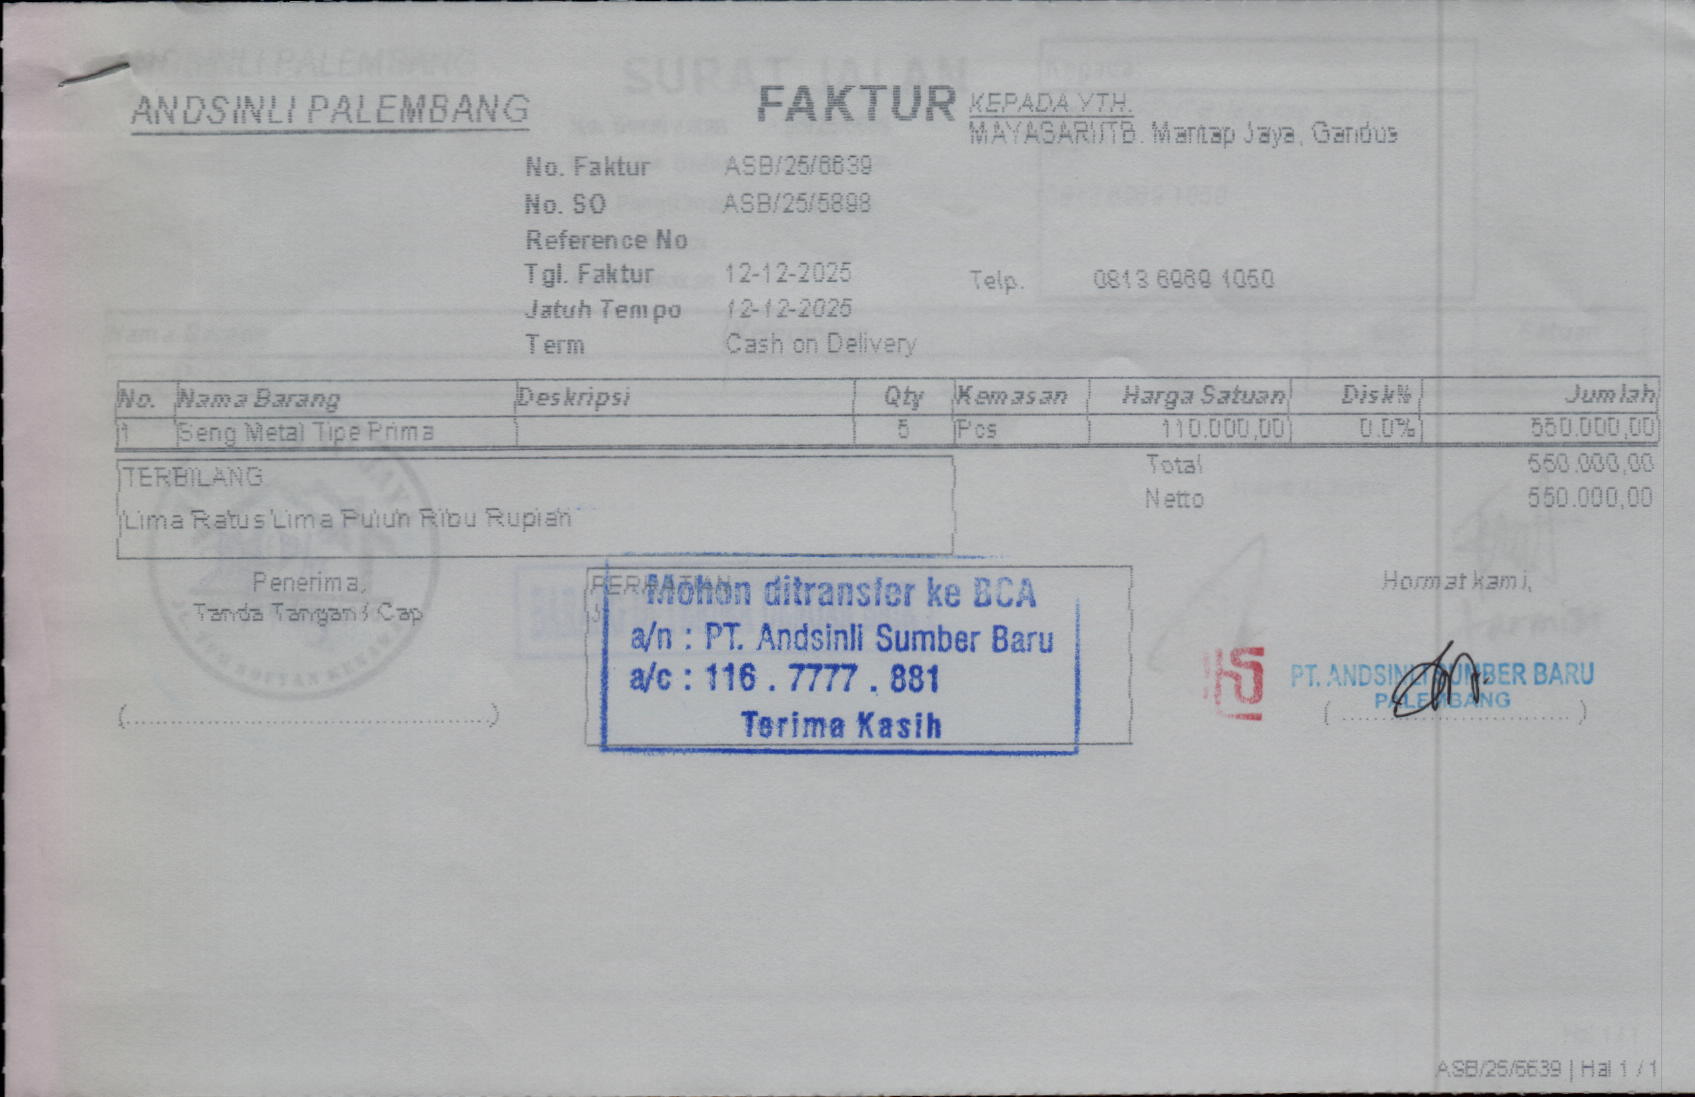 ANDSINLI PALEMBANG
FAKTUR
KEPADA YTH.
MAYASARI/TB. Mantap Jaya, Gandus
No. Faktur ASB/25/6639
No. SO ASB/25/5898
Reference No
Tgl. Faktur 12-12-2025
Telp. 0813 6969 1050
Jatuh Tempo 12-12-2025
Term Cash on Delivery
No. Nama Barang Deskripsi Qty Kemasan Harga Satuan Disk% Jumlah
1 Seng Metal Tipe Prima 5 Pcs 110.000,00 0.0% 550.000,00
TERBILANG
Lima Ratus Lima Puluh Ribu Rupiah
Total 550.000,00
Netto 550.000,00
Penerima,
Tanda Tangan & Cap
(..............................................)
Mohon ditransfer ke BCA
a/n : PT. Andsinli Sumber Baru
a/c : 116 . 7777 . 881
Terima Kasih
Hormat kami,
PT. ANDSINLI SUMBER BARU
PALEMBANG
( ................................ )
ASB/25/6639 | Hal 1 / 1
SURAT JALAN